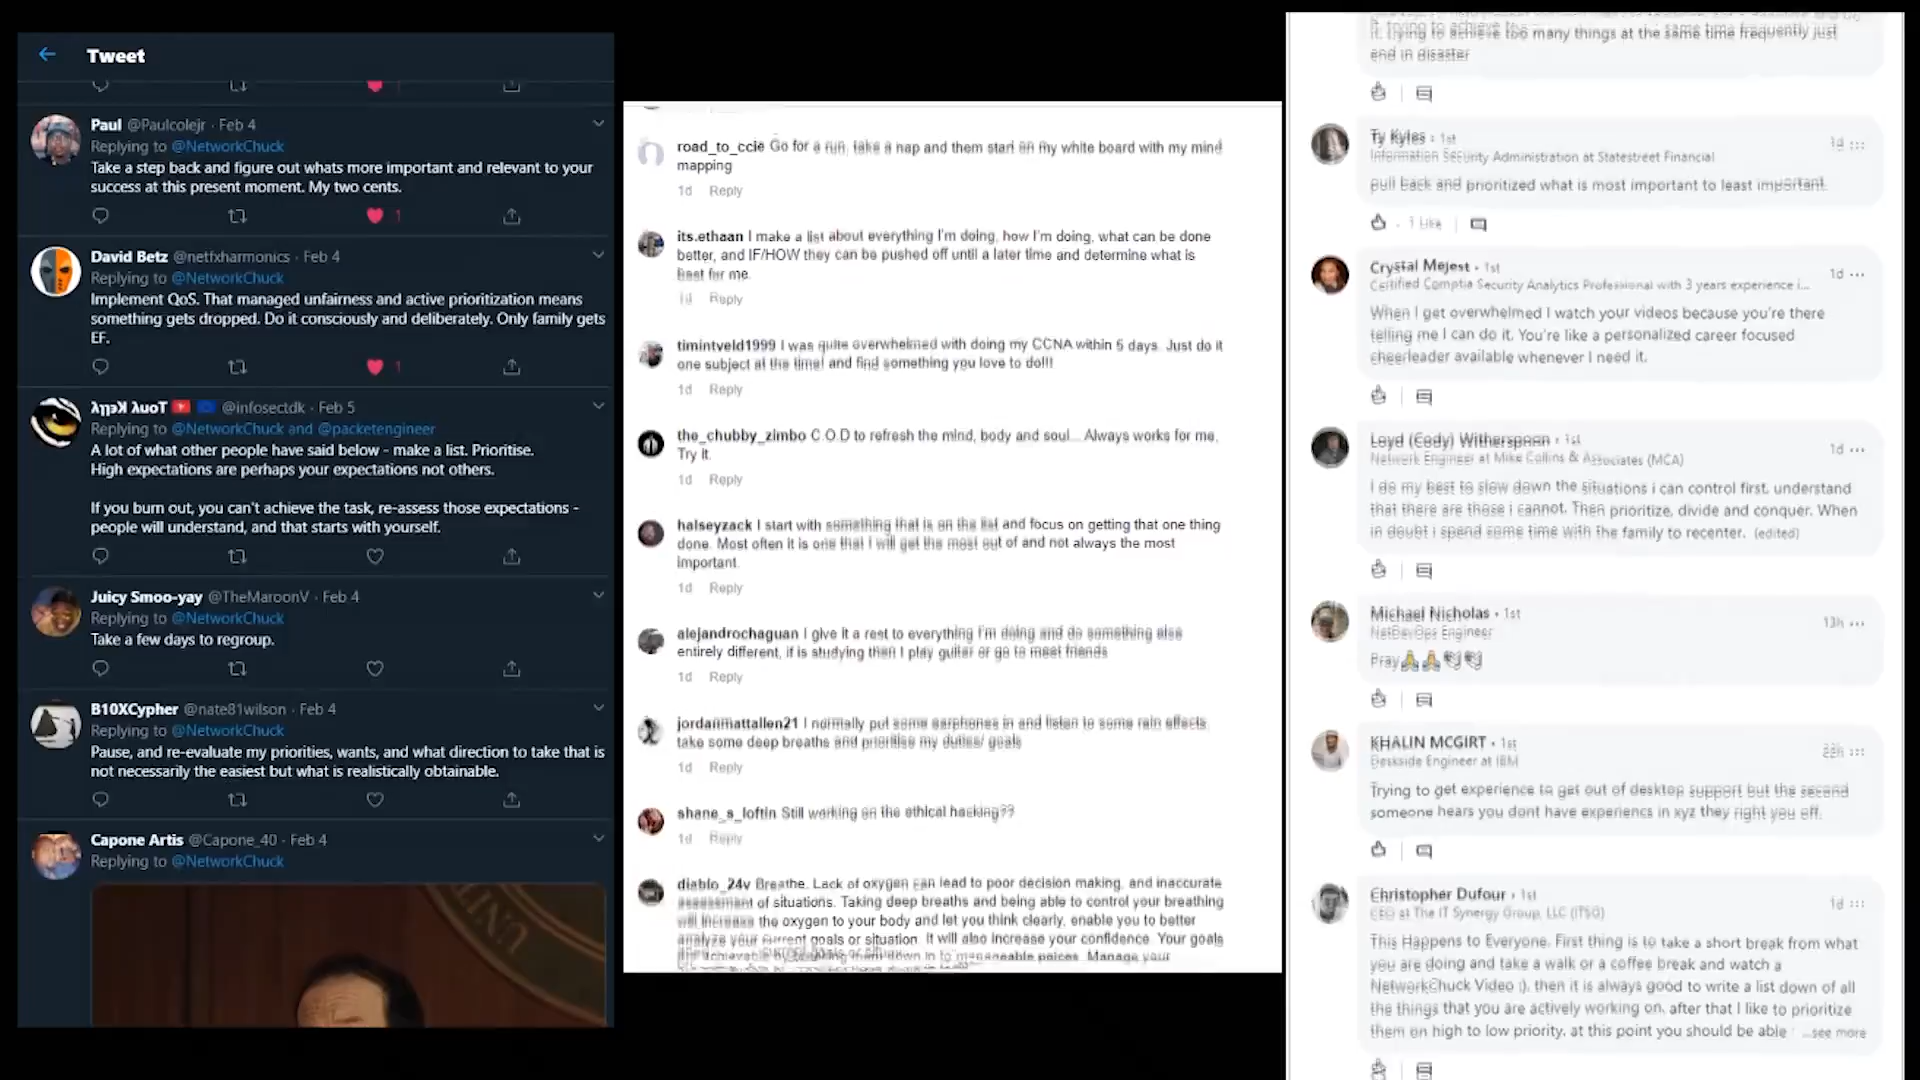 Tweet
Paul @Paulcolejr · Feb 4
Replying to @NetworkChuck
Take a step back and figure out whats more important and relevant to your
success at this present moment. My two cents.
1
David Betz @netfxharmonics · Feb 4
Replying to @NetworkChuck
Implement QoS. That managed unfairness and active prioritization means
something gets dropped. Do it consciously and deliberately. Only family gets
EF.
1
@infosectdk · Feb 5
Replying to @NetworkChuck and @packetengineer
A lot of what other people have said below - make a list. Prioritise.
High expectations are perhaps your expectations not others.
If you burn out, you can't achieve the task, re-assess those expectations -
people will understand, and that starts with yourself.
Juicy Smoo-yay @TheMaroonV · Feb 4
Replying to @NetworkChuck
Take a few days to regroup.
B10XCypher @nate81wilson · Feb 4
Replying to @NetworkChuck
Pause, and re-evaluate my priorities, wants, and what direction to take that is
not necessarily the easiest but what is realistically obtainable.
Capone Artis @Capone_40 · Feb 4
Replying to @NetworkChuck
road_to_ccie Go for a run, take a nap and them start on my white board with my mind
mapping
1d Reply
its.ethaan I make a list about everything I'm doing, how I'm doing, what can be done
better, and IF/HOW they can be pushed off until a later time and determine what is
best for me.
1d Reply
timintveld1999 I was quite overwhelmed with doing my CCNA within 5 days. Just do it
one subject at the time! and find something you love to do!!!
1d Reply
the_chubby_zimbo C.O.D to refresh the mind, body and soul... Always works for me,
Try it.
1d Reply
halseyzack I start with something that is on the list and focus on getting that one thing
done. Most often it is one that I will get the most out of and not always the most
important.
1d Reply
alejandrochaguan I give it a rest to everything I'm doing and do something else
entirely different, if is studying then I play guitar or go to meet friends
1d Reply
jordanmattallen21 I normally put some earphones in and listen to some rain effects,
take some deep breaths and prioritise my duties/ goals
1d Reply
shane_s_loftin Still working on the ethical hacking??
1d Reply
diablo_24v Breathe. Lack of oxygen can lead to poor decision making, and inaccurate
assessment of situations. Taking deep breaths and being able to control your breathing
will increase the oxygen to your body and let you think clearly, enable you to better
analyze your current goals or situation. It will also increase your confidence. Your goals
down in to manageable peices. Manage your
it, trying to achieve too many things at the same time frequently just
end in disaster
Ty Kyles · 1st
1d
Information Security Administration at Statestreet Financial
pull back and prioritized what is most important to least important.
1 Like
Crystal Mejest · 1st
1d
Certified Comptia Security Analytics Professional with 3 years experience i...
When I get overwhelmed I watch your videos because you're there
telling me I can do it. You're like a personalized career focused
cheerleader available whenever I need it.
Loyd (Cody) Witherspoon · 1st
1d
Network Engineer at Mike Collins & Associates (MCA)
I do my best to slow down the situations i can control first, understand
that there are those i cannot. Then prioritize, divide and conquer. When
in doubt i spend some time with the family to recenter. (edited)
Michael Nicholas · 1st
13h
NetDevOps Engineer
Pray🙏🙏
KHALIN MCGIRT · 1st
22h
Deskside Engineer at IBM
Trying to get experience to get out of desktop support but the second
someone hears you dont have experiencs in xyz they right you off.
Christopher Dufour · 1st
1d
CEO at The IT Synergy Group, LLC (ITSG)
This Happens to Everyone. First thing is to take a short break from what
you are doing and take a walk or a coffee break and watch a
NetworkChuck Video :). then it is always good to write a list down of all
the things that you are actively working on. after that I like to prioritize
them on high to low priority. at this point you should be able ...see more